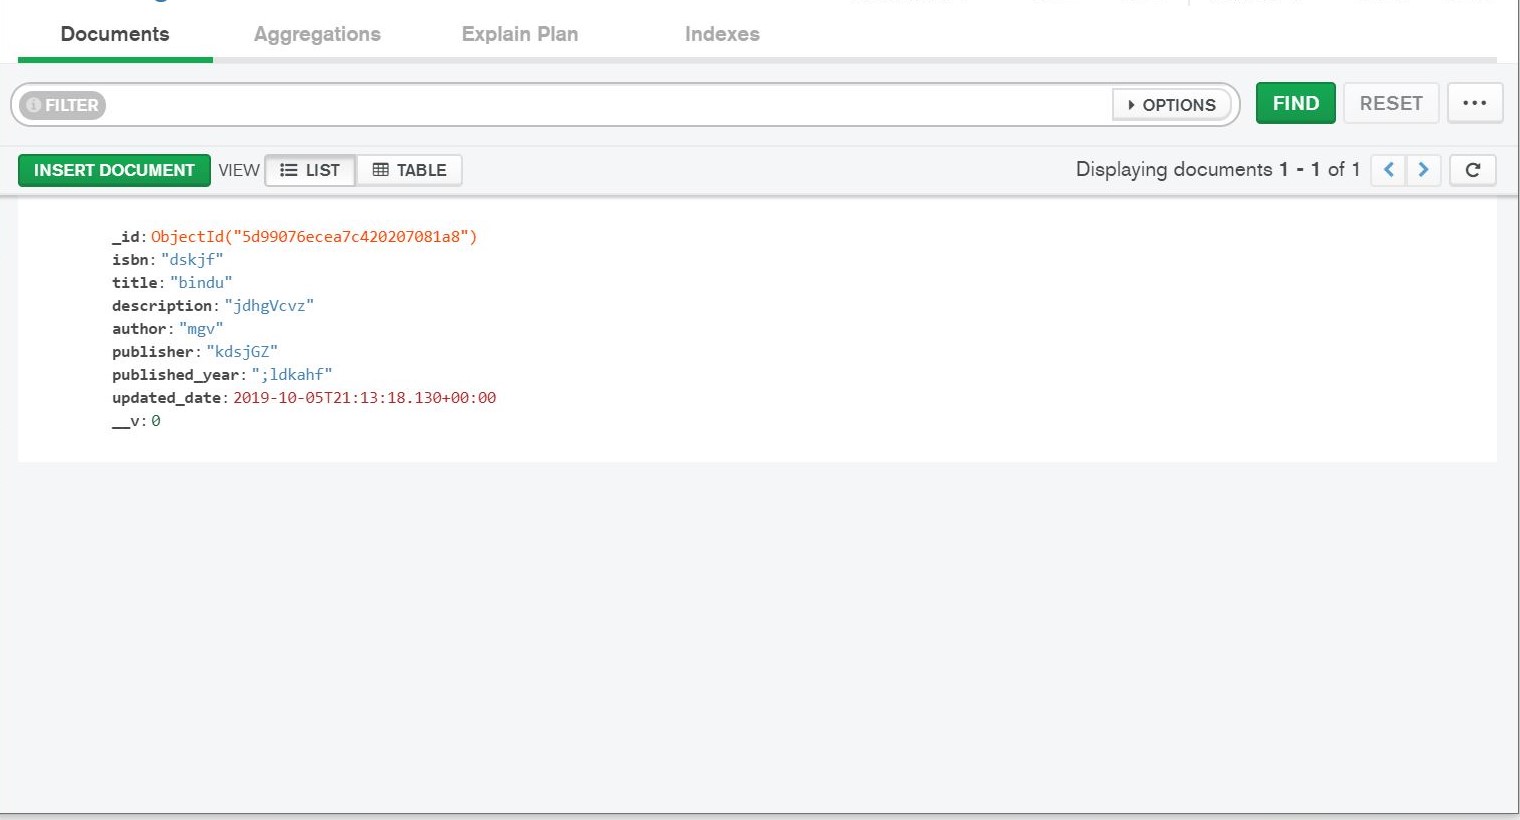 Documents Aggregations Explain Plan Indexes
FILTER OPTIONS FIND RESET ...
INSERT DOCUMENT VIEW LIST TABLE Displaying documents 1 - 1 of 1
_id: ObjectId("5d99076ecea7c420207081a8")
isbn: "dskjf"
title: "bindu"
description: "jdhgVcvz"
author: "mgv"
publisher: "kdsjGZ"
published_year: ";ldkahf"
updated_date: 2019-10-05T21:13:18.130+00:00
__v: 0